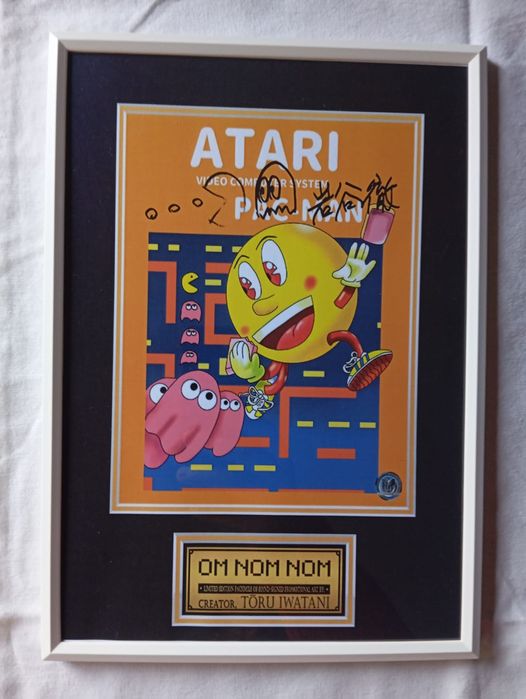 ATARI
VIDEO COMPUTER SYSTEM
PAC-MAN
岩谷徹
OM NOM NOM
LIMITED EDITION FACSIMILE OF HAND-SIGNED PROMOTIONAL ART BY
CREATOR, TŌRU IWATANI